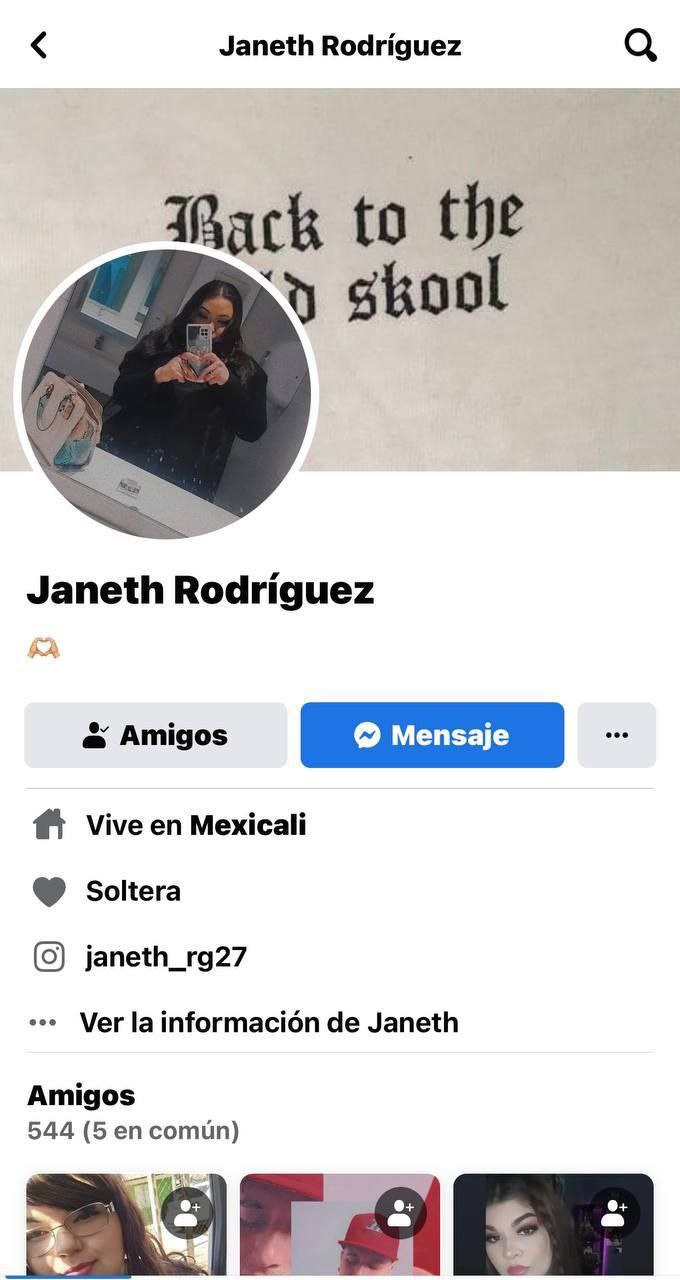 Janeth Rodríguez
Back to the
skool
Janeth Rodríguez
Amigos
Mensaje
Vive en Mexicali
Soltera
janeth_rg27
Ver la información de Janeth
Amigos
544 (5 en común)